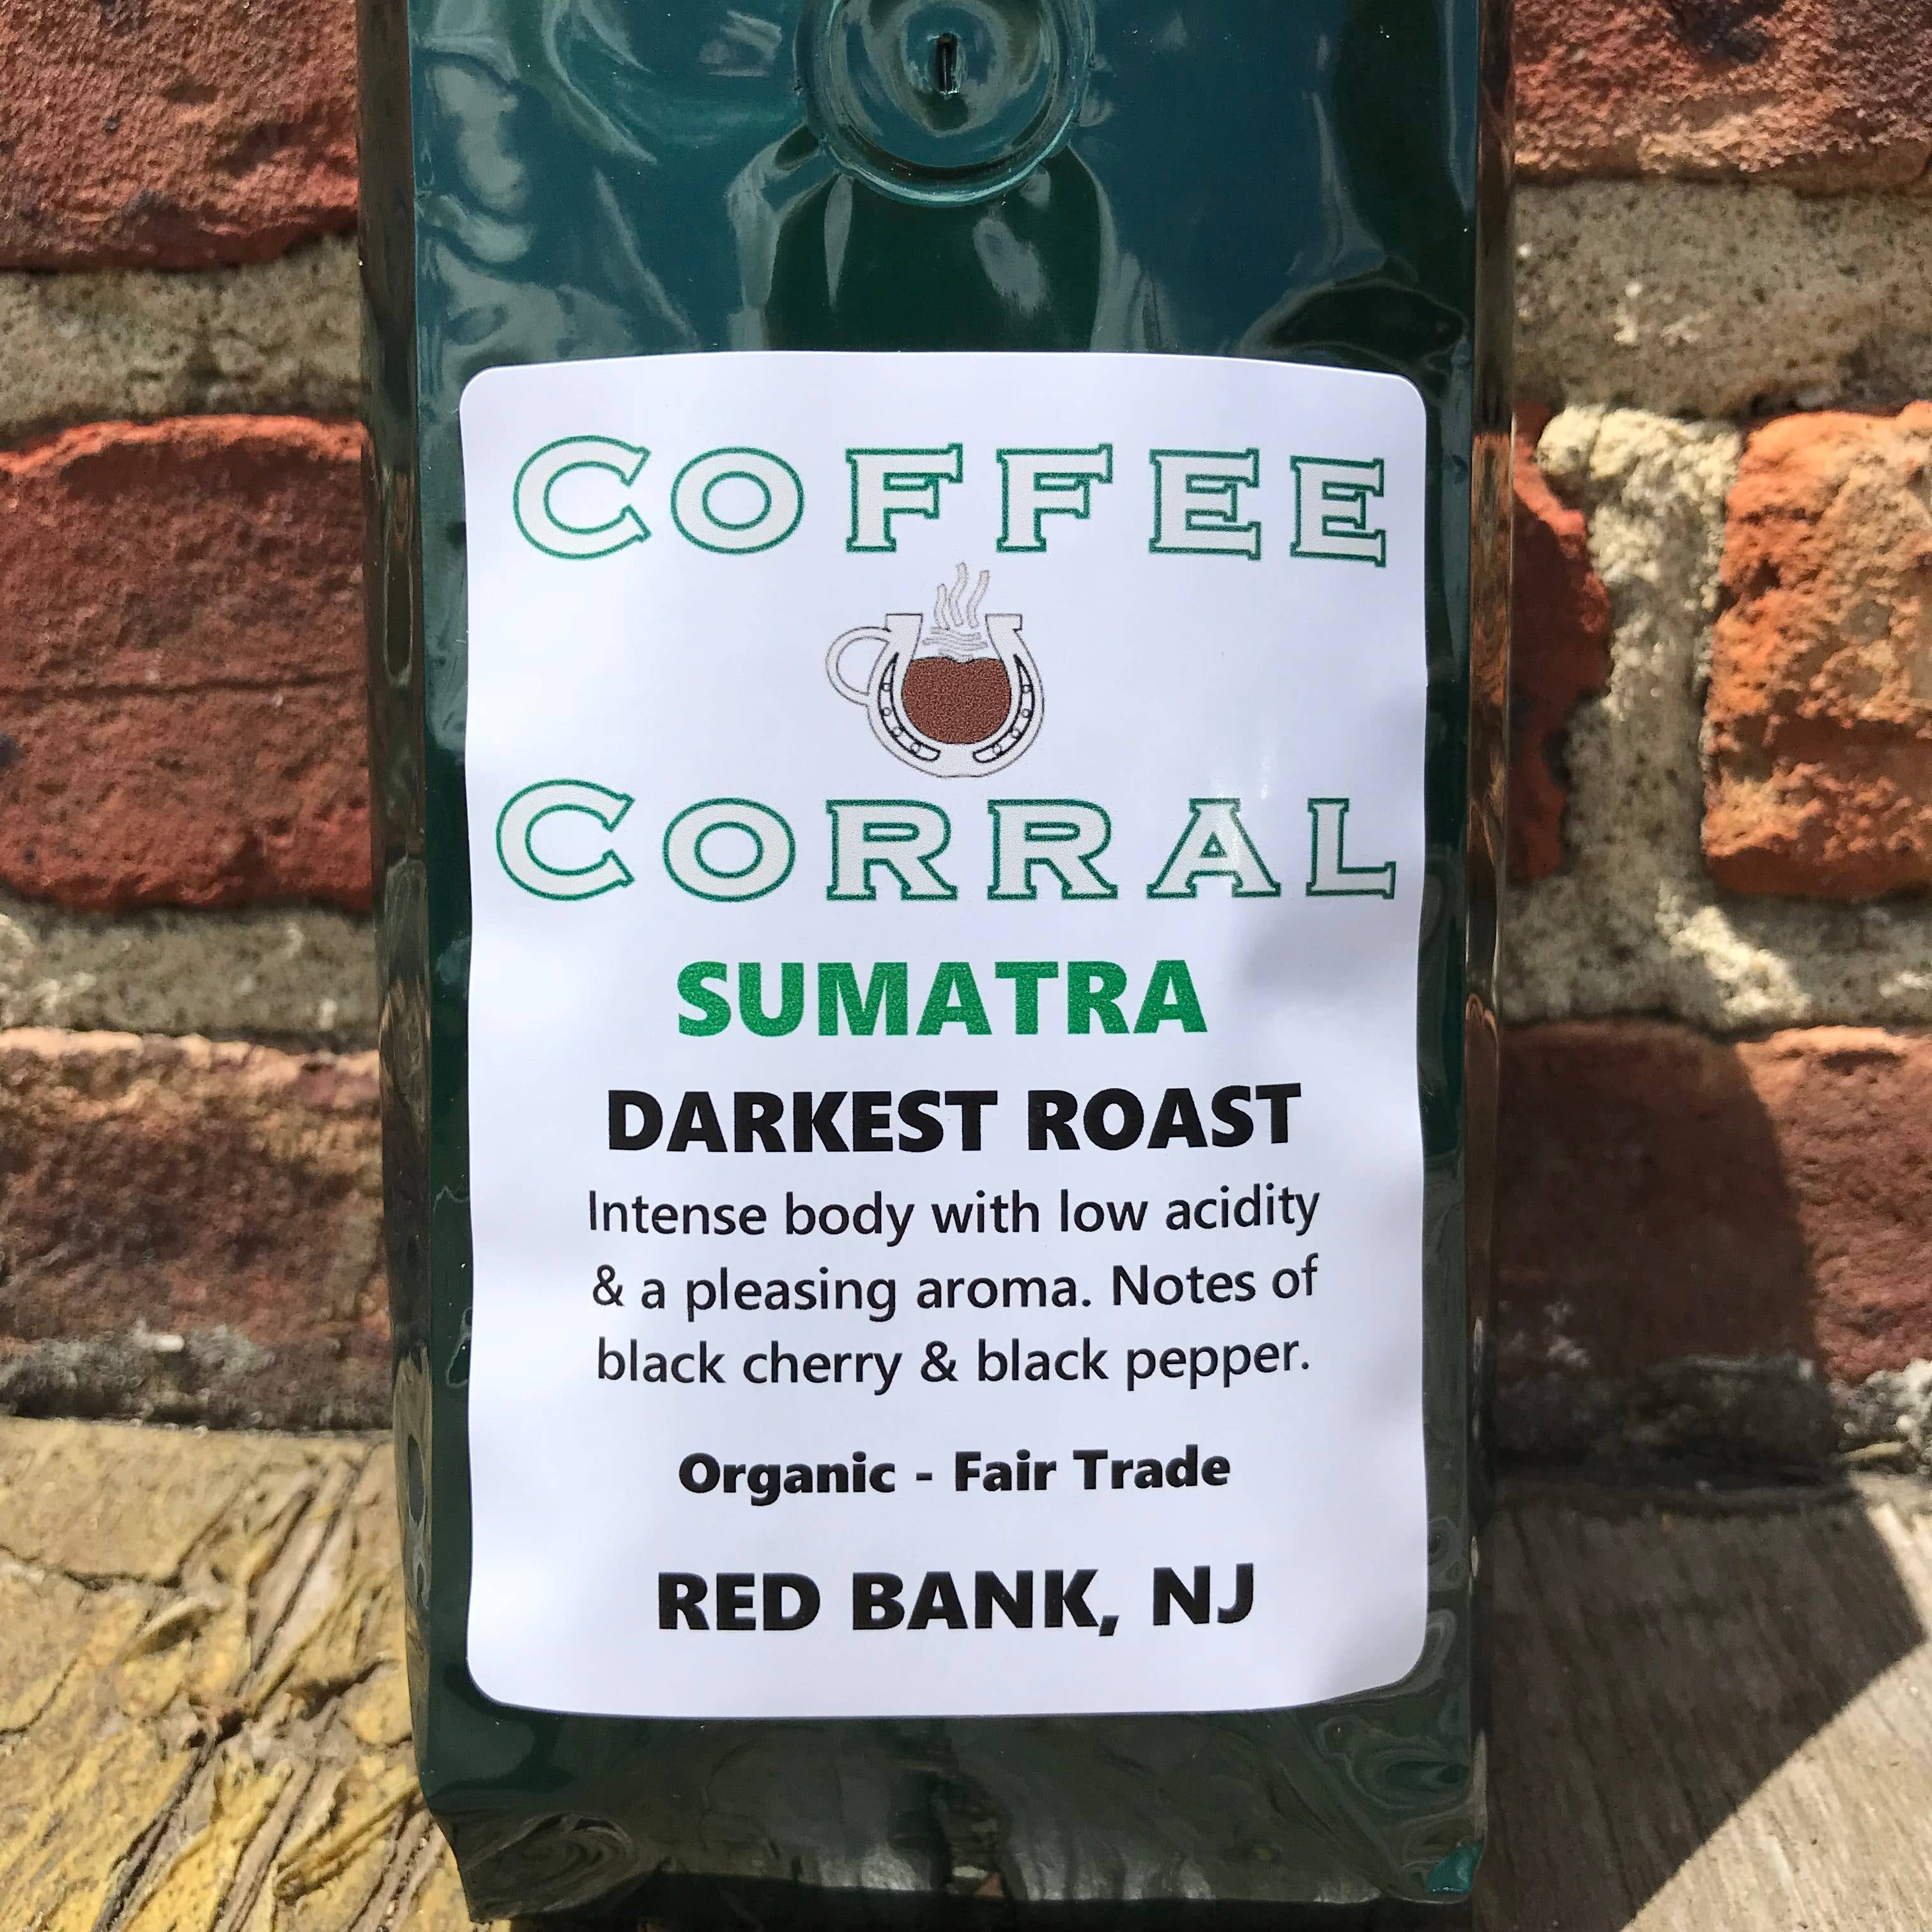 COFFEE
CORRAL
SUMATRA
DARKEST ROAST
Intense body with low acidity
& a pleasing aroma. Notes of
black cherry & black pepper.
Organic - Fair Trade
RED BANK, NJ